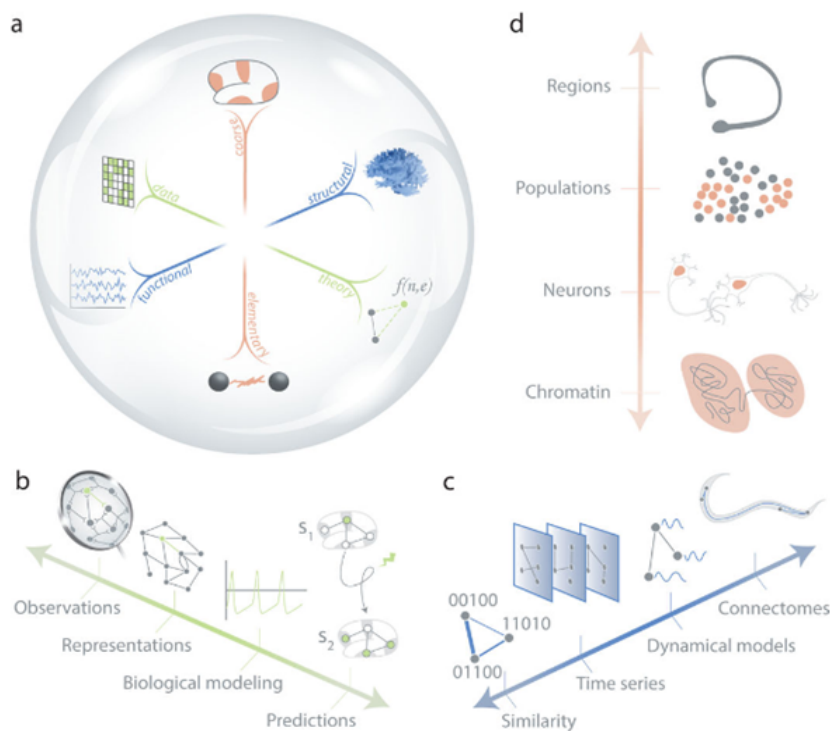 a
coarse
data
structural
functional
theory
f(n,e)
elementary
d
Regions
Populations
Neurons
Chromatin
b
S1
S2
Observations
Representations
Biological modeling
Predictions
c
00100
11010
01100
Connectomes
Dynamical models
Time series
Similarity